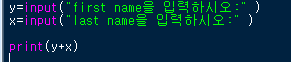 y=input("first name을 입력하시오:" )
x=input("last name을 입력하시오:" )
print(y+x)